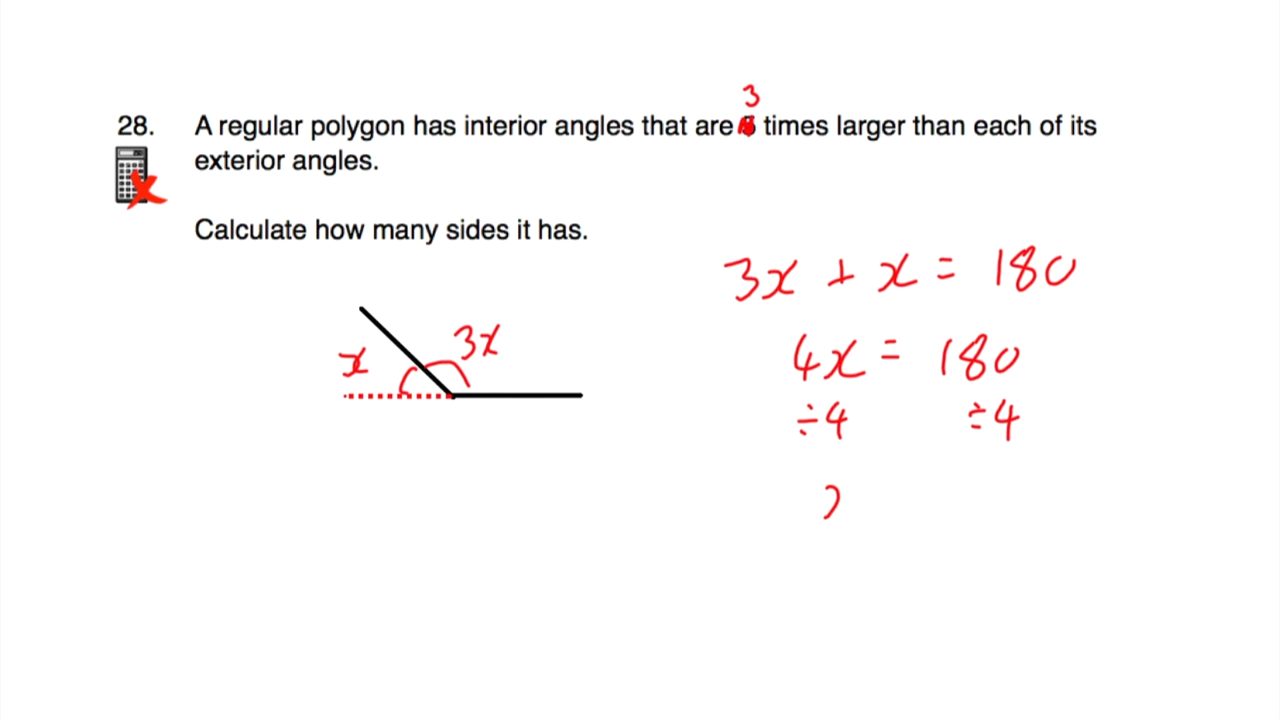 3
28. A regular polygon has interior angles that are times larger than each of its
exterior angles.
Calculate how many sides it has.
3x + x = 180
x 3x
4x = 180
÷4 ÷4